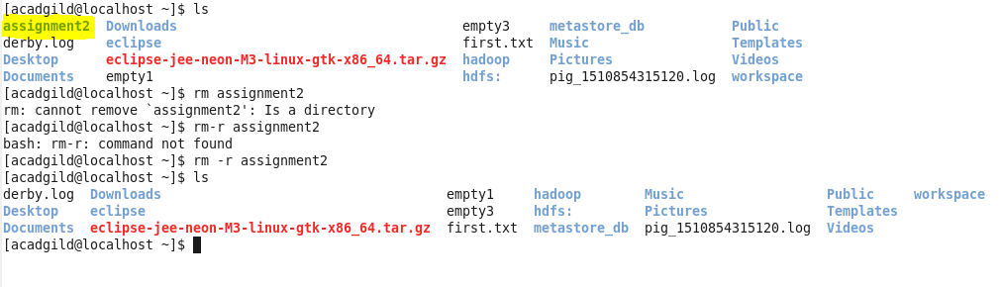 [acadgild@localhost ~]$ ls
assignment2  Downloads                                    empty3     metastore_db           Public
derby.log    eclipse                                      first.txt  Music                  Templates
Desktop      eclipse-jee-neon-M3-linux-gtk-x86_64.tar.gz  hadoop     Pictures               Videos
Documents    empty1                                       hdfs:      pig_1510854315120.log  workspace
[acadgild@localhost ~]$ rm assignment2
rm: cannot remove `assignment2': Is a directory
[acadgild@localhost ~]$ rm-r assignment2
bash: rm-r: command not found
[acadgild@localhost ~]$ rm -r assignment2
[acadgild@localhost ~]$ ls
derby.log  Downloads                                    empty1     hadoop        Music                  Public     workspace
Desktop    eclipse                                      empty3     hdfs:         Pictures               Templates
Documents  eclipse-jee-neon-M3-linux-gtk-x86_64.tar.gz  first.txt  metastore_db  pig_1510854315120.log  Videos
[acadgild@localhost ~]$